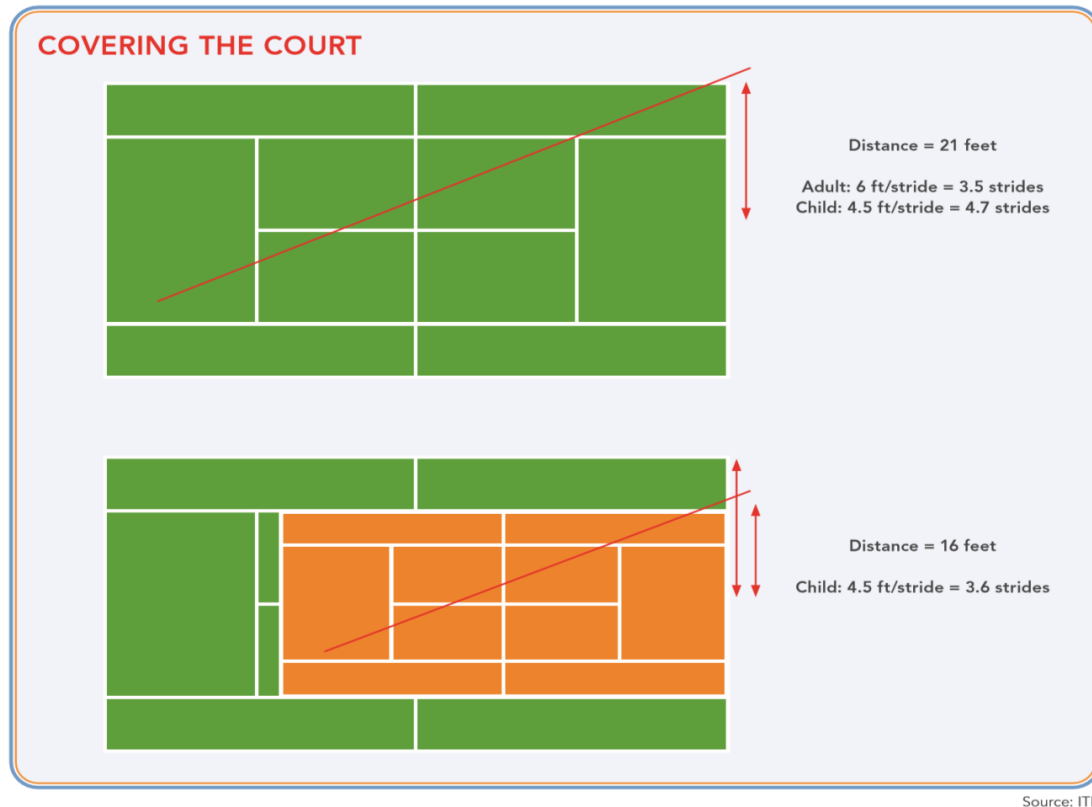 COVERING THE COURT
Distance = 21 feet
Adult: 6 ft/stride = 3.5 strides
Child: 4.5 ft/stride = 4.7 strides
Distance = 16 feet
Child: 4.5 ft/stride = 3.6 strides
Source: